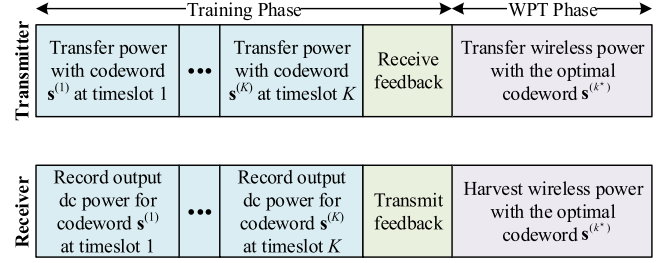 Training Phase
WPT Phase
Transmitter
Transfer power
with codeword
s^(1) at timeslot 1
•••
Transfer power
with codeword
s^(K) at timeslot K
Receive
feedback
Transfer wireless power
with the optimal
codeword s^(k*)
Receiver
Record output
dc power for
codeword s^(1)
at timeslot 1
•••
Record output
dc power for
codeword s^(K)
at timeslot K
Transmit
feedback
Harvest wireless power
with the optimal
codeword s^(k*)